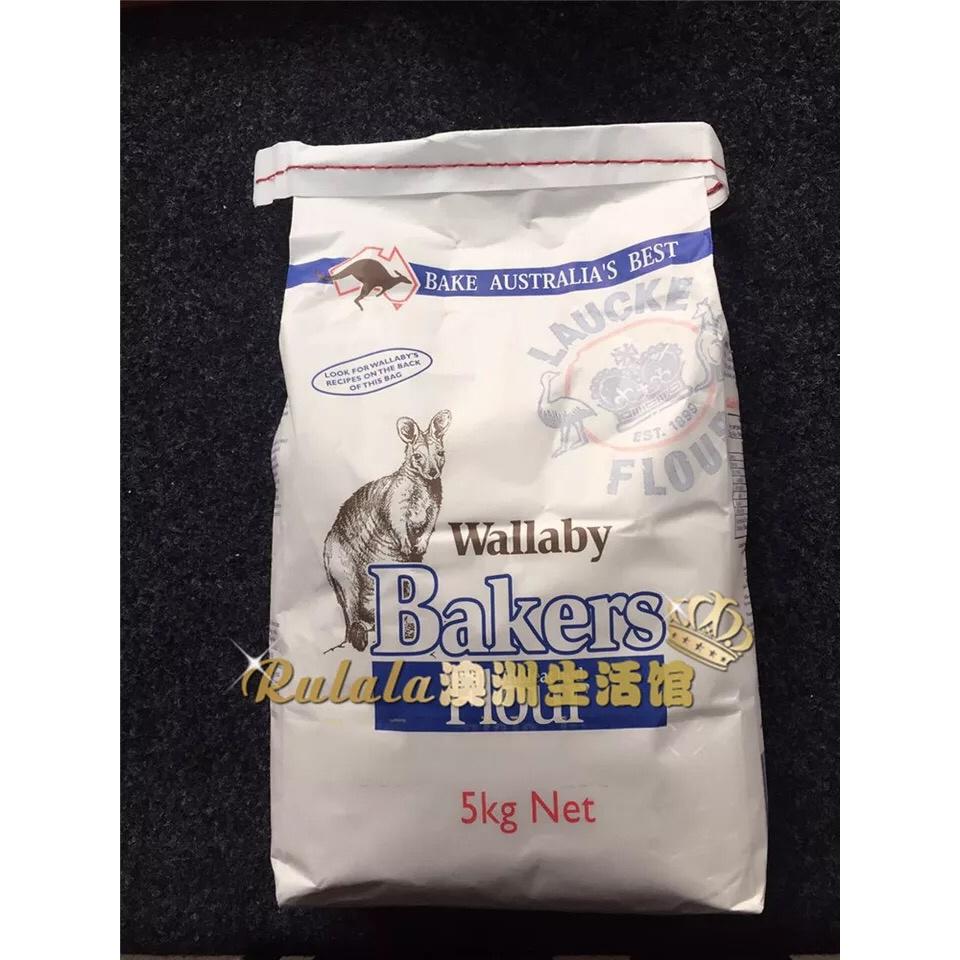 BAKE AUSTRALIA'S BEST
LAUCKE
EST. 1899
FLOUR
LOOK FOR WALLABY'S
RECIPES ON THE BACK
OF THIS BAG
Wallaby
Bakers
Rulala澳洲生活馆
Flour
5kg Net